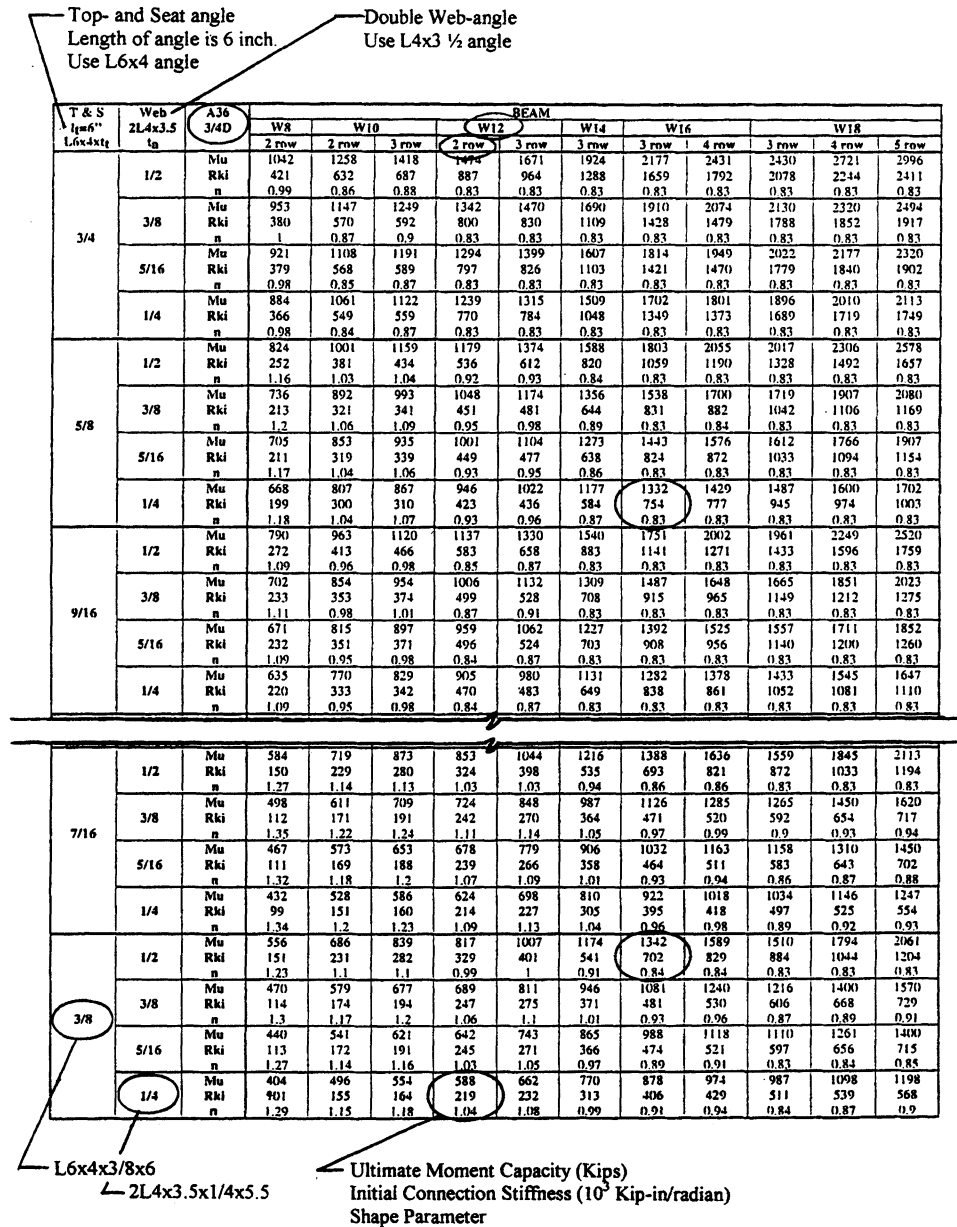 Top- and Seat angle
Length of angle is 6 inch.
Use L6x4 angle
Double Web-angle
Use L4x3 ½ angle
T & S Web A36 BEAM
lt=6" 2L4x3.5 3/4D W8 W10 W12 W14 W16 W18
L6x4xtt ta 2 row 2 row 3 row 2 row 3 row 3 row 3 row 4 row 3 row 4 row 5 row
3/4
1/2 Mu 1042 1258 1418 1474 1671 1924 2177 2431 2430 2721 2996
Rki 421 632 687 887 964 1288 1659 1792 2078 2244 2411
n 0.99 0.86 0.88 0.83 0.83 0.83 0.83 0.83 0.83 0.83 0.83
3/8 Mu 953 1147 1249 1342 1470 1690 1910 2074 2130 2320 2494
Rki 380 570 592 800 830 1109 1428 1479 1788 1852 1917
n 1 0.87 0.9 0.83 0.83 0.83 0.83 0.83 0.83 0.83 0.83
5/16 Mu 921 1108 1191 1294 1399 1607 1814 1949 2022 2177 2320
Rki 379 568 589 797 826 1103 1421 1470 1779 1840 1902
n 0.98 0.85 0.87 0.83 0.83 0.83 0.83 0.83 0.83 0.83 0.83
1/4 Mu 884 1061 1122 1239 1315 1509 1702 1801 1896 2010 2113
Rki 366 549 559 770 784 1048 1349 1373 1689 1719 1749
n 0.98 0.84 0.87 0.83 0.83 0.83 0.83 0.83 0.83 0.83 0.83
5/8
1/2 Mu 824 1001 1159 1179 1374 1588 1803 2055 2017 2306 2578
Rki 252 381 434 536 612 820 1059 1190 1328 1492 1657
n 1.16 1.03 1.04 0.92 0.93 0.84 0.83 0.83 0.83 0.83 0.83
3/8 Mu 736 892 993 1048 1174 1356 1538 1700 1719 1907 2080
Rki 213 321 341 451 481 644 831 882 1042 1106 1169
n 1.2 1.06 1.09 0.95 0.98 0.89 0.83 0.84 0.83 0.83 0.83
5/16 Mu 705 853 935 1001 1104 1273 1443 1576 1612 1766 1907
Rki 211 319 339 449 477 638 824 872 1033 1094 1154
n 1.17 1.04 1.06 0.93 0.95 0.86 0.83 0.83 0.83 0.83 0.83
1/4 Mu 668 807 867 946 1022 1177 1332 1429 1487 1600 1702
Rki 199 300 310 423 436 584 754 777 945 974 1003
n 1.18 1.04 1.07 0.93 0.96 0.87 0.83 0.83 0.83 0.83 0.83
9/16
1/2 Mu 790 963 1120 1137 1330 1540 1751 2002 1961 2249 2520
Rki 272 413 466 583 658 883 1141 1271 1433 1596 1759
n 1.09 0.96 0.98 0.85 0.87 0.83 0.83 0.83 0.83 0.83 0.83
3/8 Mu 702 854 954 1006 1132 1309 1487 1648 1665 1851 2023
Rki 233 353 374 499 528 708 915 965 1149 1212 1275
n 1.11 0.98 1.01 0.87 0.91 0.83 0.83 0.83 0.83 0.83 0.83
5/16 Mu 671 815 897 959 1062 1227 1392 1525 1557 1711 1852
Rki 232 351 371 496 524 703 908 956 1140 1200 1260
n 1.09 0.95 0.98 0.84 0.87 0.83 0.83 0.83 0.83 0.83 0.83
1/4 Mu 635 770 829 905 980 1131 1282 1378 1433 1545 1647
Rki 220 333 342 470 483 649 838 861 1052 1081 1110
n 1.09 0.95 0.98 0.84 0.87 0.83 0.83 0.83 0.83 0.83 0.83
7/16
1/2 Mu 584 719 873 853 1044 1216 1388 1636 1559 1845 2113
Rki 150 229 280 324 398 535 693 821 872 1033 1194
n 1.27 1.14 1.13 1.03 1.03 0.94 0.86 0.86 0.83 0.83 0.83
3/8 Mu 498 611 709 724 848 987 1126 1285 1265 1450 1620
Rki 112 171 191 242 270 364 471 520 592 654 717
n 1.35 1.22 1.24 1.11 1.14 1.05 0.97 0.99 0.9 0.93 0.94
5/16 Mu 467 573 653 678 779 906 1032 1163 1158 1310 1450
Rki 111 169 188 239 266 358 464 511 583 643 702
n 1.32 1.18 1.2 1.07 1.09 1.01 0.93 0.94 0.86 0.87 0.88
1/4 Mu 432 528 586 624 698 810 922 1018 1034 1146 1247
Rki 99 151 160 214 227 305 395 418 497 525 554
n 1.34 1.2 1.23 1.09 1.13 1.04 0.96 0.98 0.89 0.92 0.93
3/8
1/2 Mu 556 686 839 817 1007 1174 1342 1589 1510 1794 2061
Rki 151 231 282 329 401 541 702 829 884 1044 1204
n 1.23 1.1 1.1 0.99 1 0.91 0.84 0.84 0.83 0.83 0.83
3/8 Mu 470 579 677 689 811 946 1081 1240 1216 1400 1570
Rki 114 174 194 247 275 371 481 530 606 668 729
n 1.3 1.17 1.2 1.06 1.1 1.01 0.93 0.96 0.87 0.89 0.91
5/16 Mu 440 541 621 642 743 865 988 1118 1110 1261 1400
Rki 113 172 191 245 271 366 474 521 597 656 715
n 1.27 1.14 1.16 1.03 1.05 0.97 0.89 0.91 0.83 0.84 0.85
1/4 Mu 404 496 554 588 662 770 878 974 987 1098 1198
Rki 901 155 164 219 232 313 406 429 511 539 568
n 1.29 1.15 1.18 1.04 1.08 0.99 0.91 0.94 0.84 0.87 0.9
L6x4x3/8x6
2L4x3.5x1/4x5.5
Ultimate Moment Capacity (Kips)
Initial Connection Stiffness (10³ Kip-in/radian)
Shape Parameter